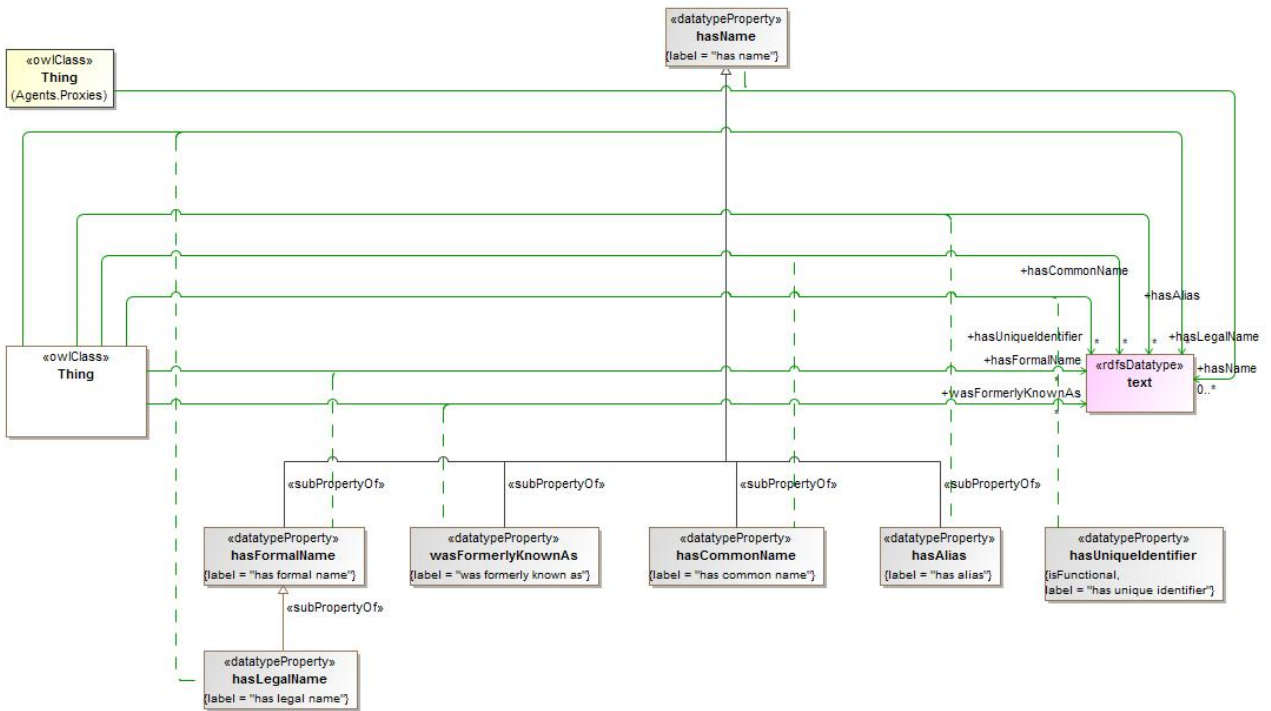 «datatypeProperty»
hasName
{label = "has name"}
«owlClass»
Thing
(Agents.Proxies)
+hasCommonName
+hasAlias
+hasUniqueIdentifier
* * * *
+hasLegalName
«owlClass»
Thing
+hasFormalName
*
«rdfsDatatype»
text
+hasName
0..*
+wasFormerlyKnownAs
*
«subPropertyOf»
«subPropertyOf»
«subPropertyOf»
«subPropertyOf»
«datatypeProperty»
hasFormalName
{label = "has formal name"}
«datatypeProperty»
wasFormerlyKnownAs
{label = "was formerly known as"}
«datatypeProperty»
hasCommonName
{label = "has common name"}
«datatypeProperty»
hasAlias
{label = "has alias"}
«datatypeProperty»
hasUniqueIdentifier
{isFunctional,
label = "has unique identifier"}
«subPropertyOf»
«datatypeProperty»
hasLegalName
{label = "has legal name"}